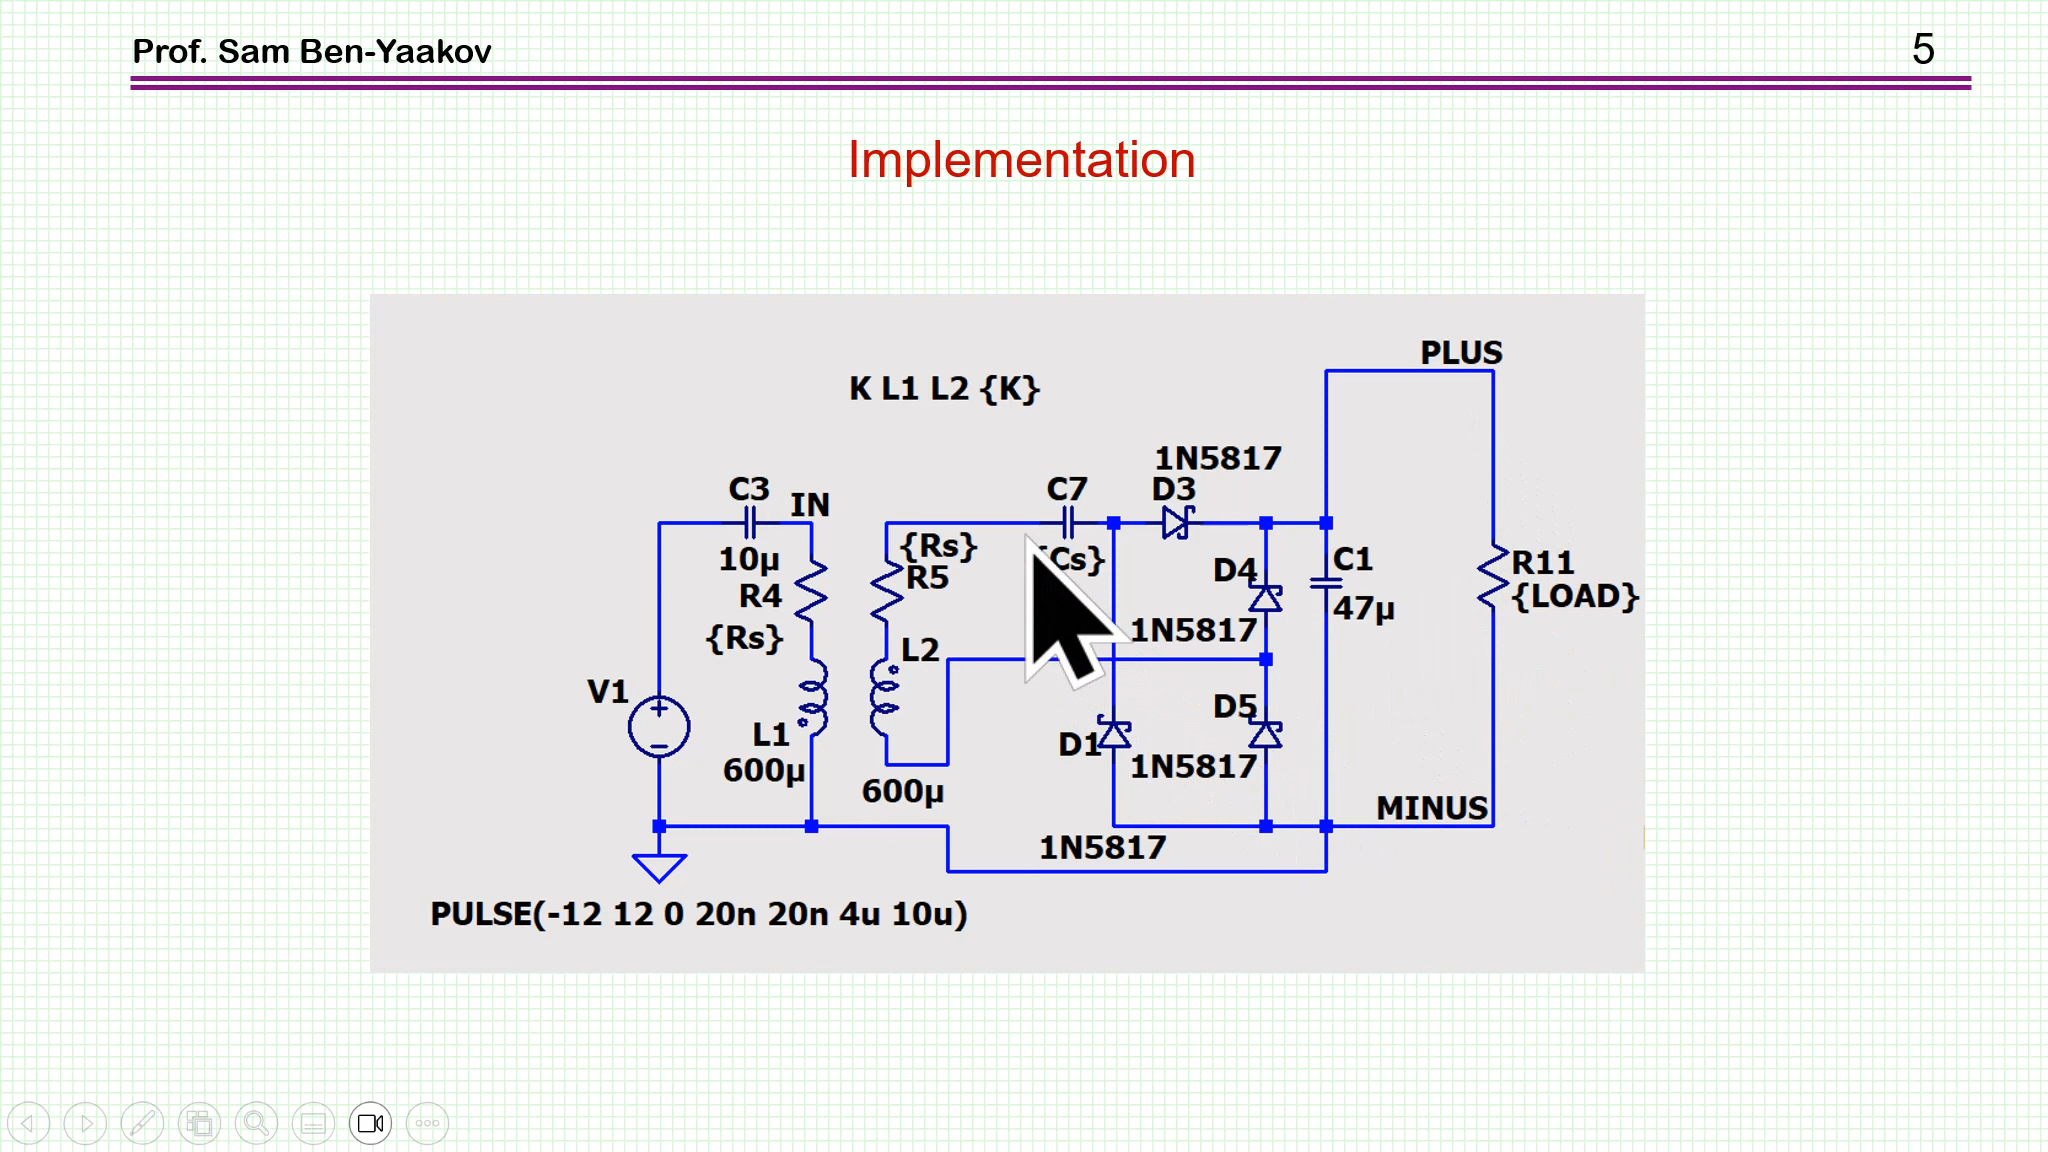 Prof. Sam Ben-Yaakov
5
Implementation
PLUS
K L1 L2 {K}
1N5817
C3
IN
C7
D3
{Rs}
10µ
Cs}
C1
D4
R11
R5
R4
{LOAD}
47µ
1N5817
{Rs}
L2
V1
D5
L1
D1
1N5817
600µ
600µ
MINUS
1N5817
PULSE(-12 12 0 20n 20n 4u 10u)